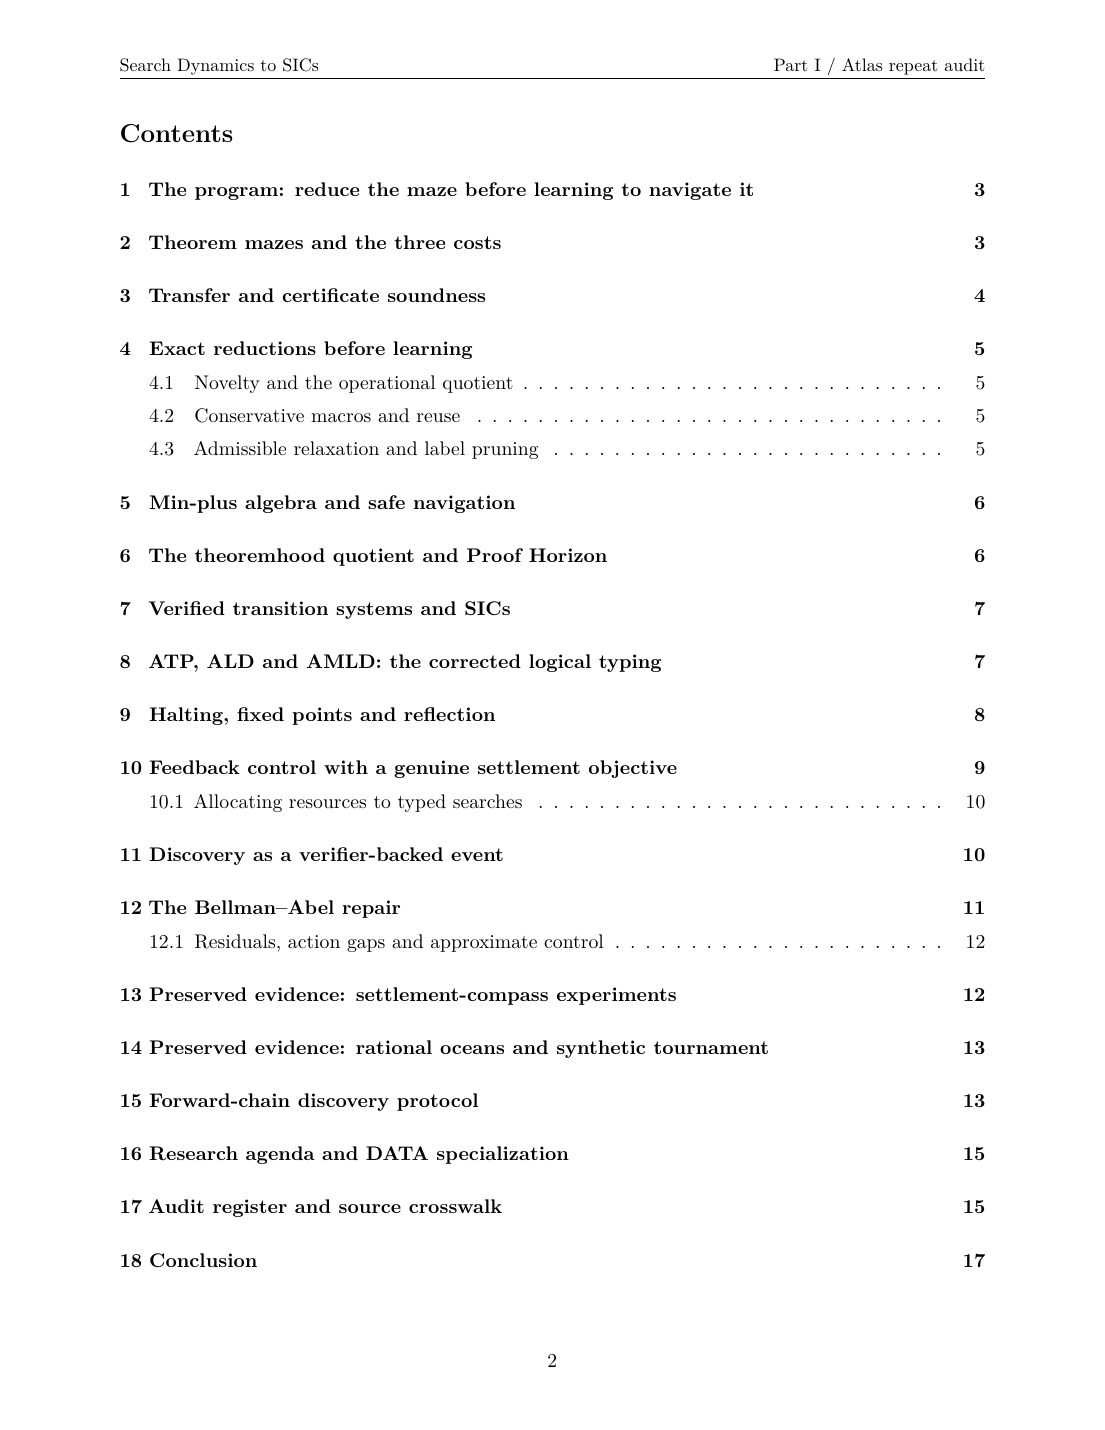 Search Dynamics to SICs Part I / Atlas repeat audit
Contents
1 The program: reduce the maze before learning to navigate it 3
2 Theorem mazes and the three costs 3
3 Transfer and certificate soundness 4
4 Exact reductions before learning 5
4.1 Novelty and the operational quotient . . . . . . . . . . . . . . . . . . . . . . . . . . . . 5
4.2 Conservative macros and reuse . . . . . . . . . . . . . . . . . . . . . . . . . . . . . . . 5
4.3 Admissible relaxation and label pruning . . . . . . . . . . . . . . . . . . . . . . . . . . 5
5 Min-plus algebra and safe navigation 6
6 The theoremhood quotient and Proof Horizon 6
7 Verified transition systems and SICs 7
8 ATP, ALD and AMLD: the corrected logical typing 7
9 Halting, fixed points and reflection 8
10 Feedback control with a genuine settlement objective 9
10.1 Allocating resources to typed searches . . . . . . . . . . . . . . . . . . . . . . . . . . . 10
11 Discovery as a verifier-backed event 10
12 The Bellman–Abel repair 11
12.1 Residuals, action gaps and approximate control . . . . . . . . . . . . . . . . . . . . . . 12
13 Preserved evidence: settlement-compass experiments 12
14 Preserved evidence: rational oceans and synthetic tournament 13
15 Forward-chain discovery protocol 13
16 Research agenda and DATA specialization 15
17 Audit register and source crosswalk 15
18 Conclusion 17
2